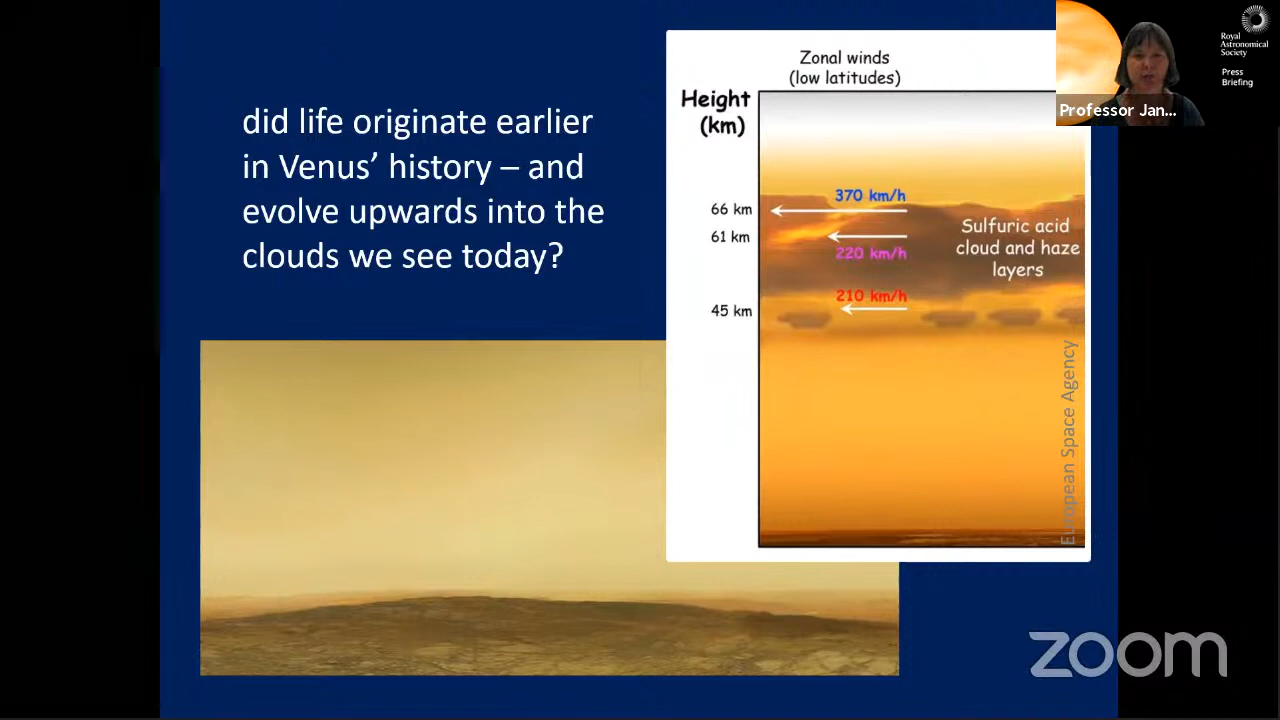 did life originate earlier
in Venus’ history – and
evolve upwards into the
clouds we see today?
Zonal winds
(low latitudes)
Height
(km)
66 km
61 km
45 km
370 km/h
220 km/h
210 km/h
Sulfuric acid
cloud and haze
layers
European Space Agency
Professor Jan...
Royal
Astronomical
Society
Press
Briefing
zoom